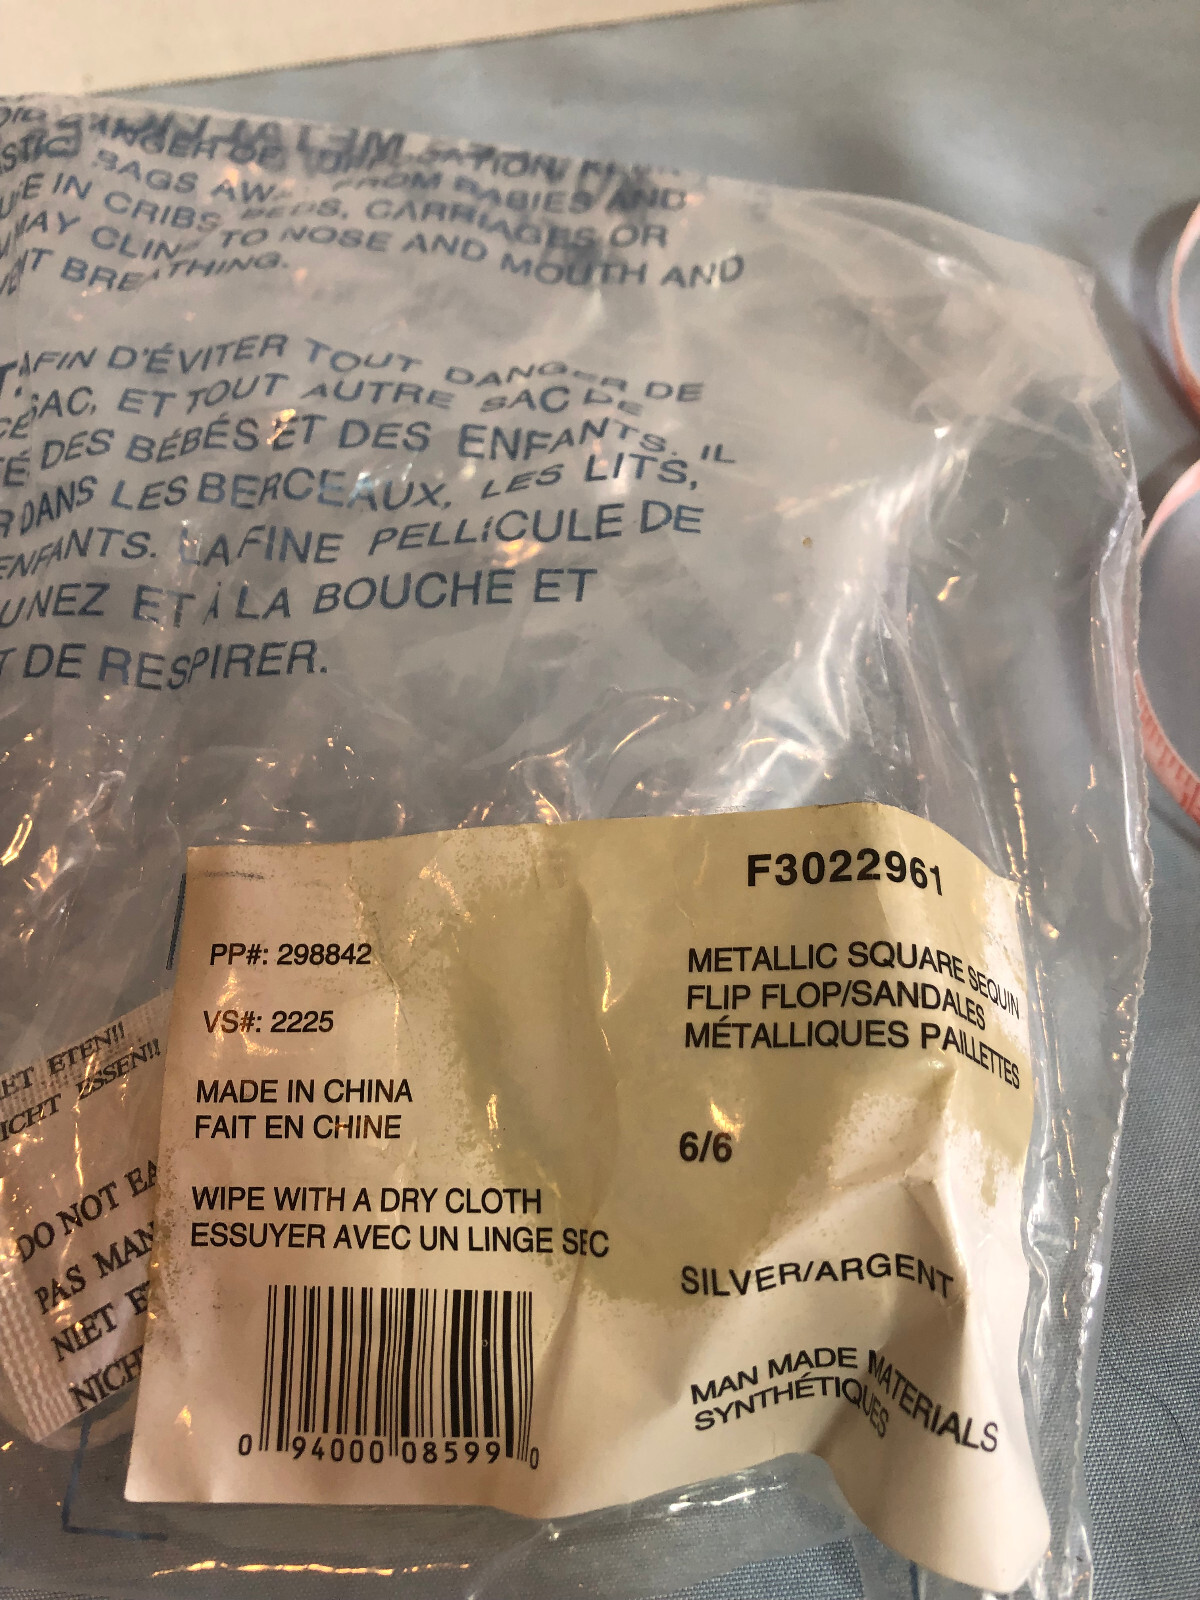 BAGS FROM BABIES AND
E IN CRIBS, BEDS, CARRIAGES OR
MAY CLING TO NOSE AND MOUTH AND
NT BREATHING.
AFIN D'ÉVITER TOUT DANGER DE
SAC, ET TOUT AUTRE SAC DE
DES BÉBÉS ET DES ENFANTS. IL
R DANS LES BERCEAUX, LES LITS,
ENFANTS. LA FINE PELLICULE DE
U NEZ ET À LA BOUCHE ET
T DE RESPIRER.
F3022961
PP#: 298842
VS#: 2225
MADE IN CHINA
FAIT EN CHINE
WIPE WITH A DRY CLOTH
ESSUYER AVEC UN LINGE SEC
0 94000 08599 0
METALLIC SQUARE SEQUIN
FLIP FLOP/SANDALES
MÉTALLIQUES PAILLETTES
6/6
SILVER/ARGENT
MAN MADE MATERIALS
SYNTHÉTIQUES
ET ETEN!!
ICHT ESSEN!!
DO NOT EA
PAS MAN
NIET E
NICH